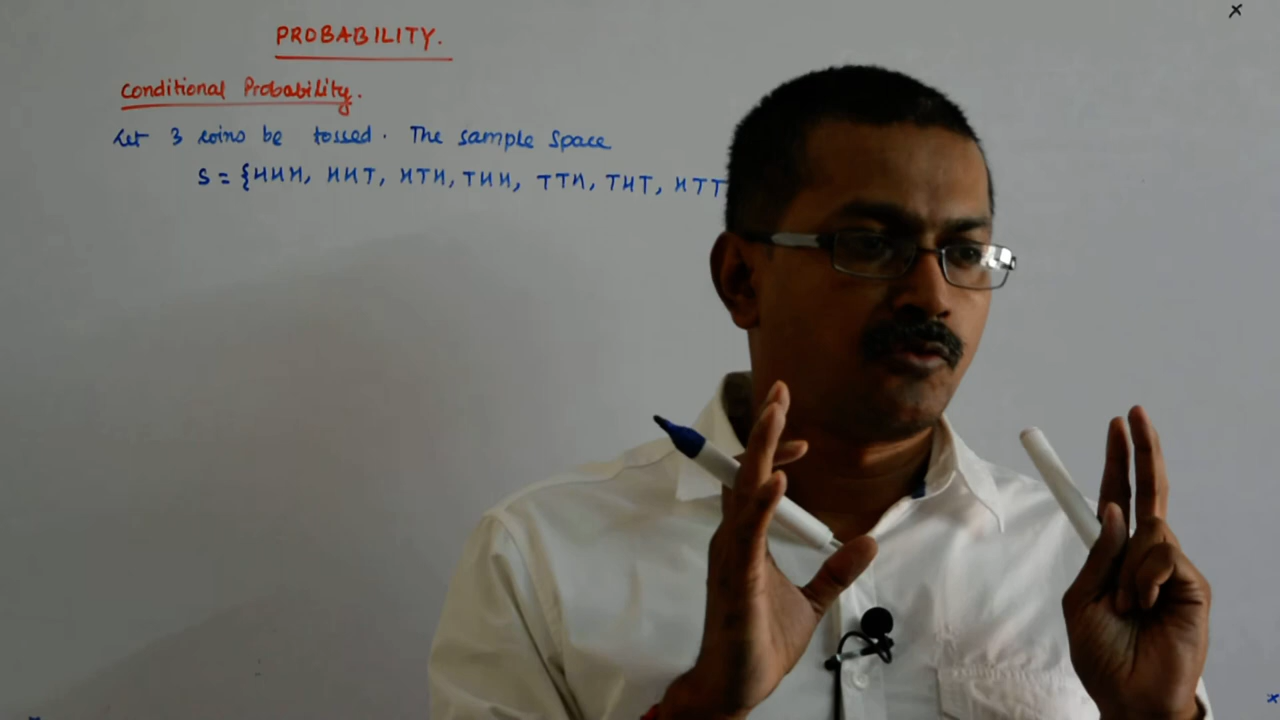 PROBABILITY.
Conditional Probability.
Let 3 coins be tossed. The sample space
S = {HHH, HHT, HTH, THH, TTH, THT, HTT